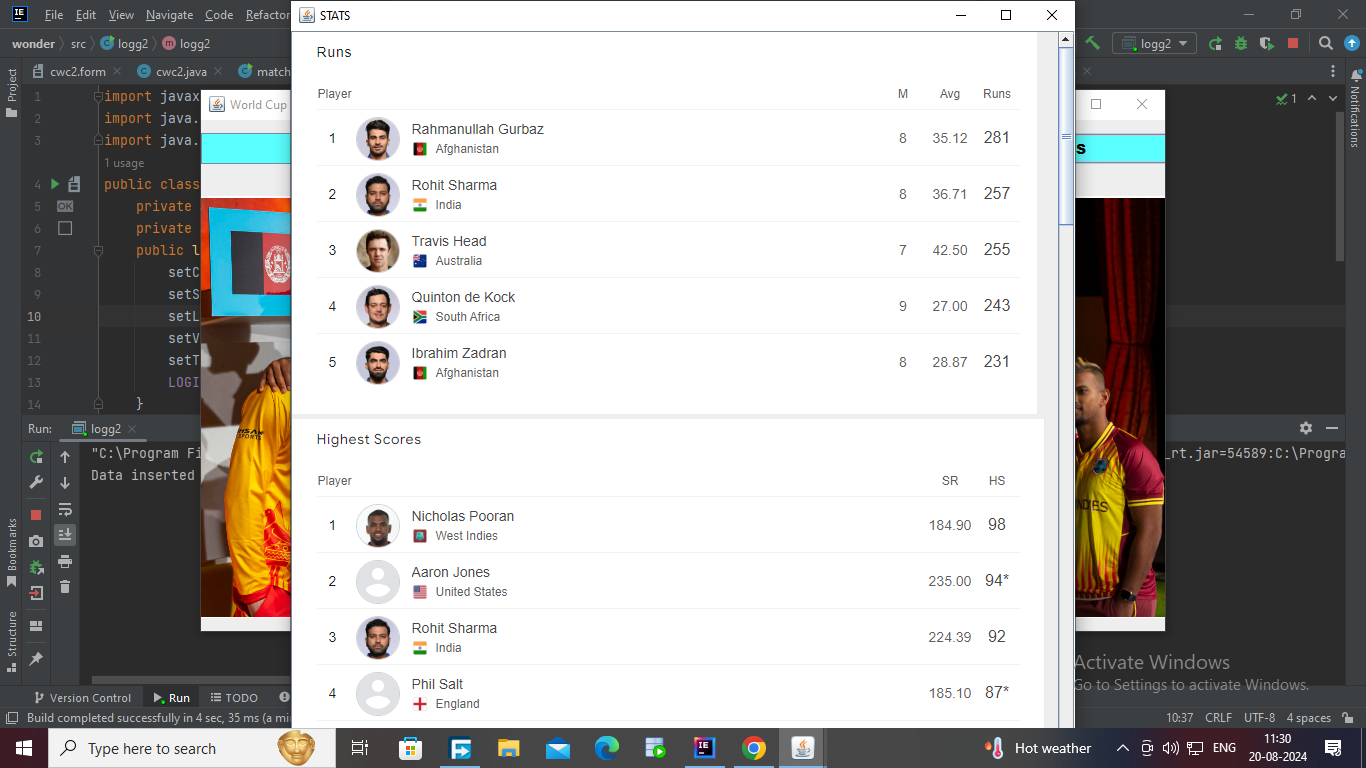 File Edit View Navigate Code Refactor
STATS
wonder src logg2 logg2
logg2
cwc2.form cwc2.java match
Project
Notifications
World Cup
s
1 import javax
2 import java.
3 import java.
1 usage
4 public class
5 private
6 private
7 public l
8 setC
9 setS
10 setL
11 setV
12 setT
13 LOGI
14 }
OK
1
Runs
Player M Avg Runs
1 Rahmanullah Gurbaz 8 35.12 281
Afghanistan
2 Rohit Sharma 8 36.71 257
India
3 Travis Head 7 42.50 255
Australia
4 Quinton de Kock 9 27.00 243
South Africa
5 Ibrahim Zadran 8 28.87 231
Afghanistan
Highest Scores
Player SR HS
1 Nicholas Pooran 184.90 98
West Indies
2 Aaron Jones 235.00 94*
United States
3 Rohit Sharma 224.39 92
India
4 Phil Salt 185.10 87*
England
Run: logg2
"C:\Program Fi
_rt.jar=54589:C:\Progra
Data inserted
Bookmarks
Structure
Activate Windows
Go to Settings to activate Windows.
Version Control Run TODO
Build completed successfully in 4 sec, 35 ms (a mi
10:37 CRLF UTF-8 4 spaces
Type here to search
Hot weather
ENG
11:30
20-08-2024